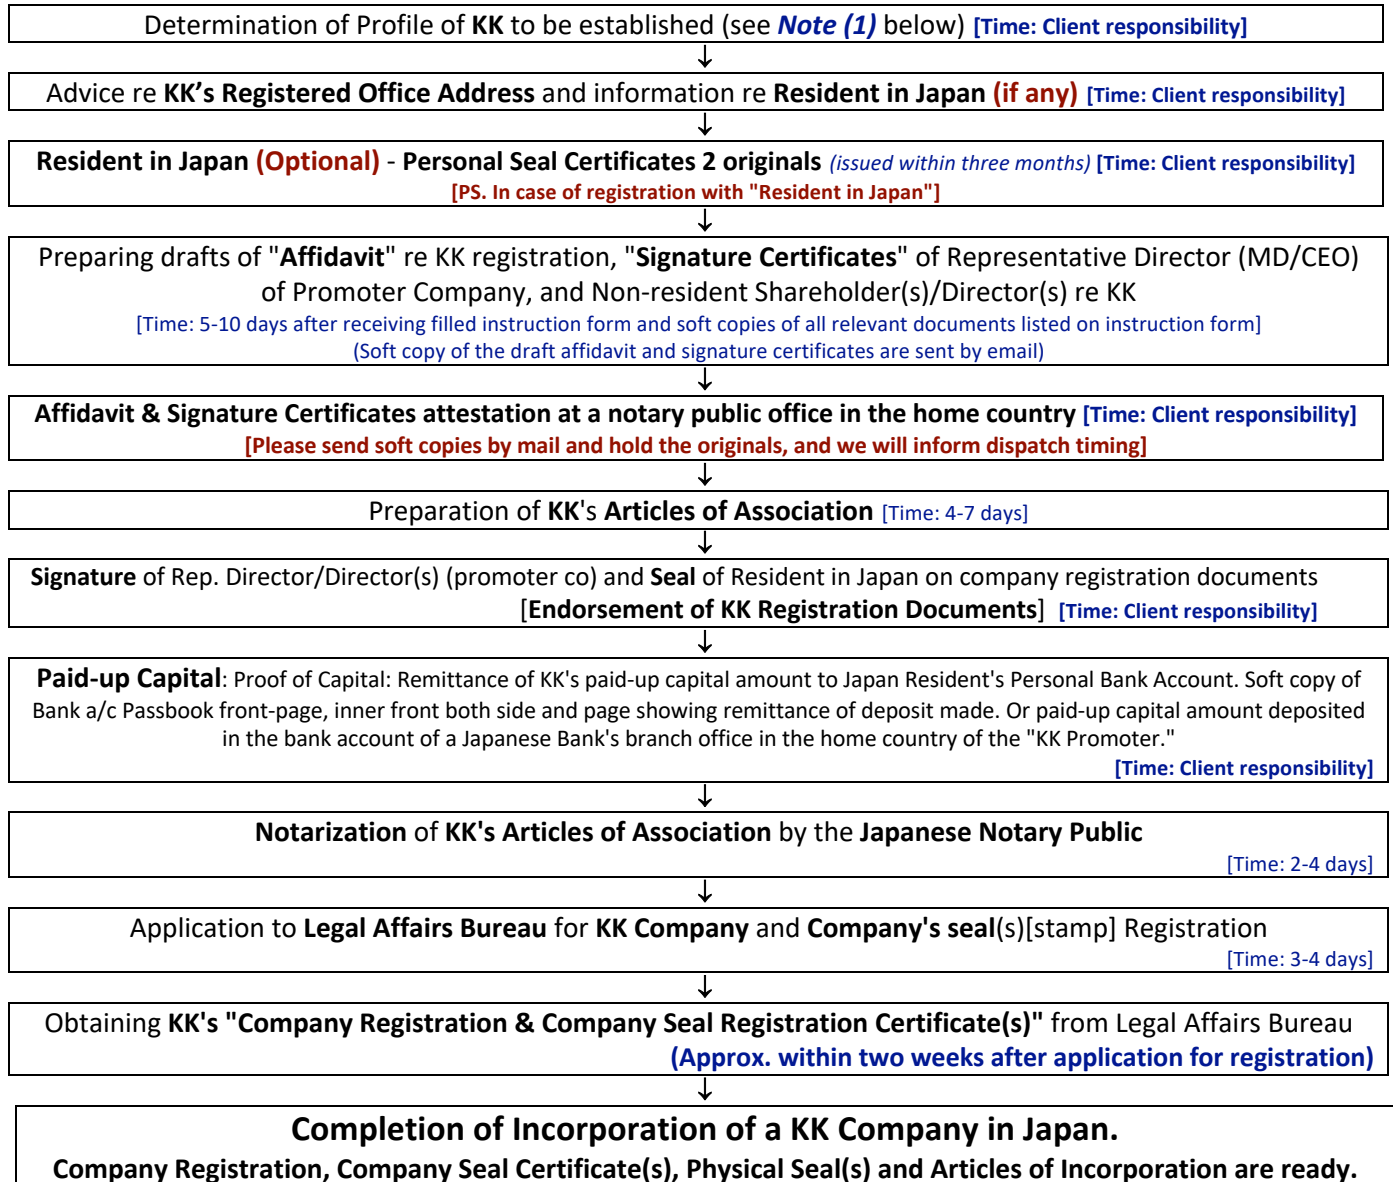 Determination of Profile of KK to be established (see Note (1) below) [Time: Client responsibility]
↓
Advice re KK’s Registered Office Address and information re Resident in Japan (if any) [Time: Client responsibility]
↓
Resident in Japan (Optional) - Personal Seal Certificates 2 originals (issued within three months) [Time: Client responsibility]
[PS. In case of registration with "Resident in Japan"]
↓
Preparing drafts of "Affidavit" re KK registration, "Signature Certificates" of Representative Director (MD/CEO)
of Promoter Company, and Non-resident Shareholder(s)/Director(s) re KK
[Time: 5-10 days after receiving filled instruction form and soft copies of all relevant documents listed on instruction form]
(Soft copy of the draft affidavit and signature certificates are sent by email)
↓
Affidavit & Signature Certificates attestation at a notary public office in the home country [Time: Client responsibility]
[Please send soft copies by mail and hold the originals, and we will inform dispatch timing]
↓
Preparation of KK's Articles of Association [Time: 4-7 days]
↓
Signature of Rep. Director/Director(s) (promoter co) and Seal of Resident in Japan on company registration documents
[Endorsement of KK Registration Documents] [Time: Client responsibility]
↓
Paid-up Capital: Proof of Capital: Remittance of KK's paid-up capital amount to Japan Resident's Personal Bank Account. Soft copy of
Bank a/c Passbook front-page, inner front both side and page showing remittance of deposit made. Or paid-up capital amount deposited
in the bank account of a Japanese Bank's branch office in the home country of the "KK Promoter."
[Time: Client responsibility]
↓
Notarization of KK's Articles of Association by the Japanese Notary Public
[Time: 2-4 days]
↓
Application to Legal Affairs Bureau for KK Company and Company's seal(s)[stamp] Registration
[Time: 3-4 days]
↓
Obtaining KK's "Company Registration & Company Seal Registration Certificate(s)" from Legal Affairs Bureau
(Approx. within two weeks after application for registration)
↓
Completion of Incorporation of a KK Company in Japan.
Company Registration, Company Seal Certificate(s), Physical Seal(s) and Articles of Incorporation are ready.